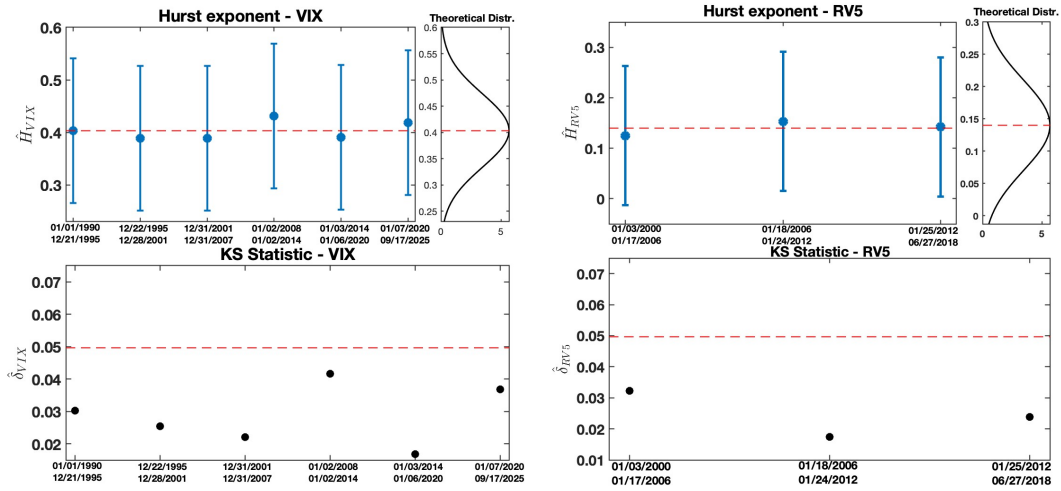 Hurst exponent - VIX
Theoretical Distr.
0.6
0.5
0.4
0.3
Ĥ_VIX
01/01/1990 12/22/1995 12/31/2001 01/02/2008 01/03/2014 01/07/2020
12/21/1995 12/28/2001 12/31/2007 01/02/2014 01/06/2020 09/17/2025
0.6
0.55
0.5
0.45
0.4
0.35
0.3
0.25
5
Hurst exponent - RV5
Theoretical Distr.
0.3
0.2
0.1
0
Ĥ_RV5
01/03/2000 01/18/2006 01/25/2012
01/17/2006 01/24/2012 06/27/2018
0.3
0.25
0.2
0.15
0.1
0.05
0
0 5
KS Statistic - VIX
0.07
0.06
0.05
0.04
0.03
0.02
δ̂_VIX
01/01/1990 12/22/1995 12/31/2001 01/02/2008 01/03/2014 01/07/2020
12/21/1995 12/28/2001 12/31/2007 01/02/2014 01/06/2020 09/17/2025
KS Statistic - RV5
0.07
0.06
0.05
0.04
0.03
0.02
0.01
δ̂_RV5
01/03/2000 01/18/2006 01/25/2012
01/17/2006 01/24/2012 06/27/2018